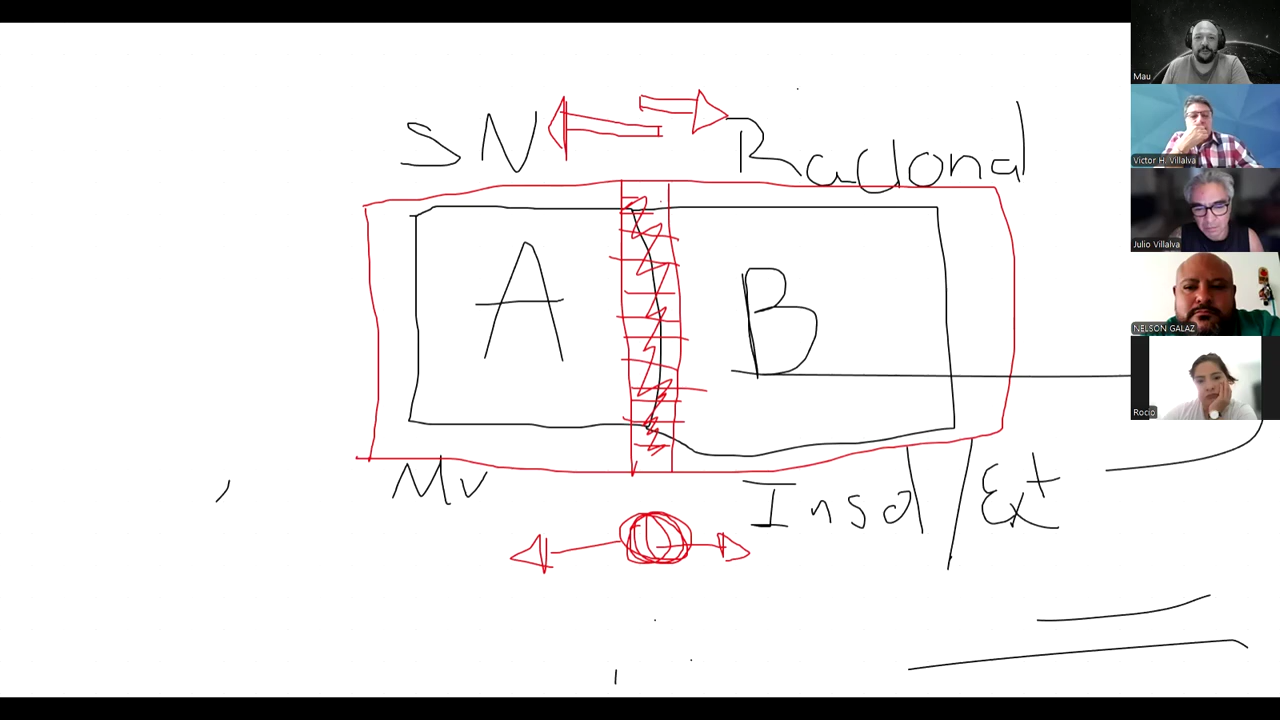 SN Racional
A B
Mv Insd/Ext
Mau
Victor H. Villalva
Julio Villalva
NELSON GALAZ
Rocio